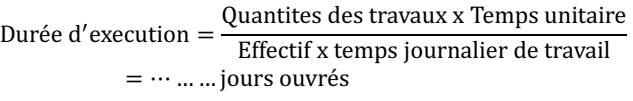 Durée d′execution = Quantites des travaux x Temps unitaire / Effectif x temps journalier de travail
= ⋯ … … jours ouvrés